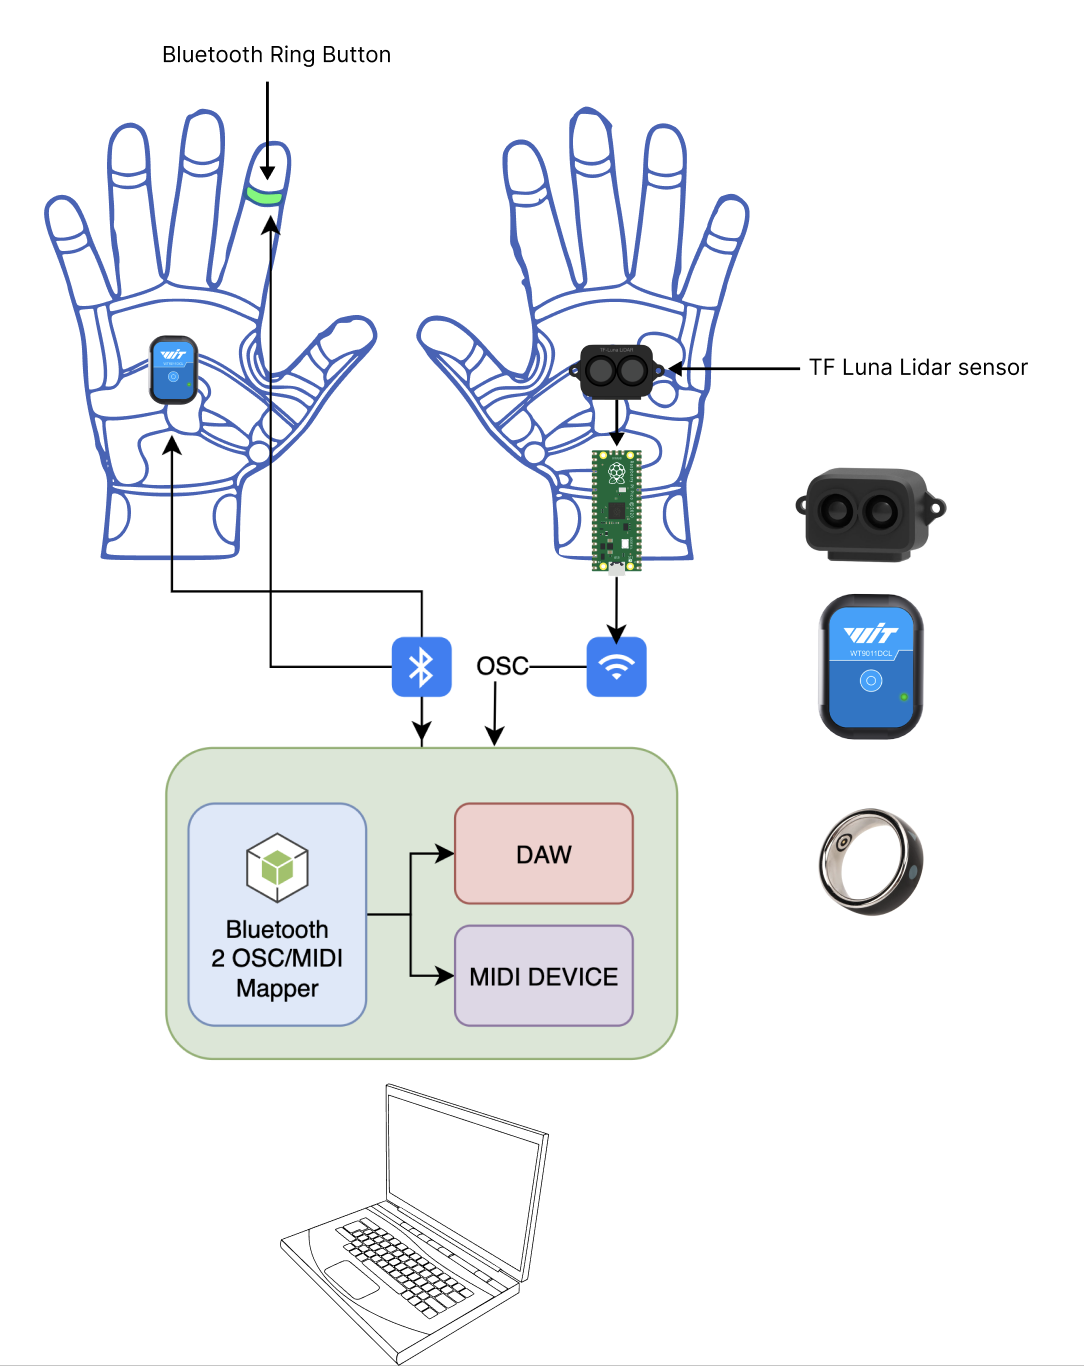 Bluetooth Ring Button
WIT
TF-Luna LiDAR
TF Luna Lidar sensor
WIT
WT9011DCL
OSC
DAW
Bluetooth
2 OSC/MIDI
Mapper
MIDI DEVICE